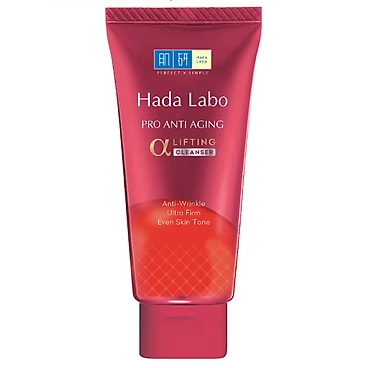 肌研
Hada
Labo
PERFECT × SIMPLE
Hada Labo
PRO ANTI AGING
α LIFTING
CLEANSER
Anti-Wrinkle
Ultra Firm
Even Skin Tone